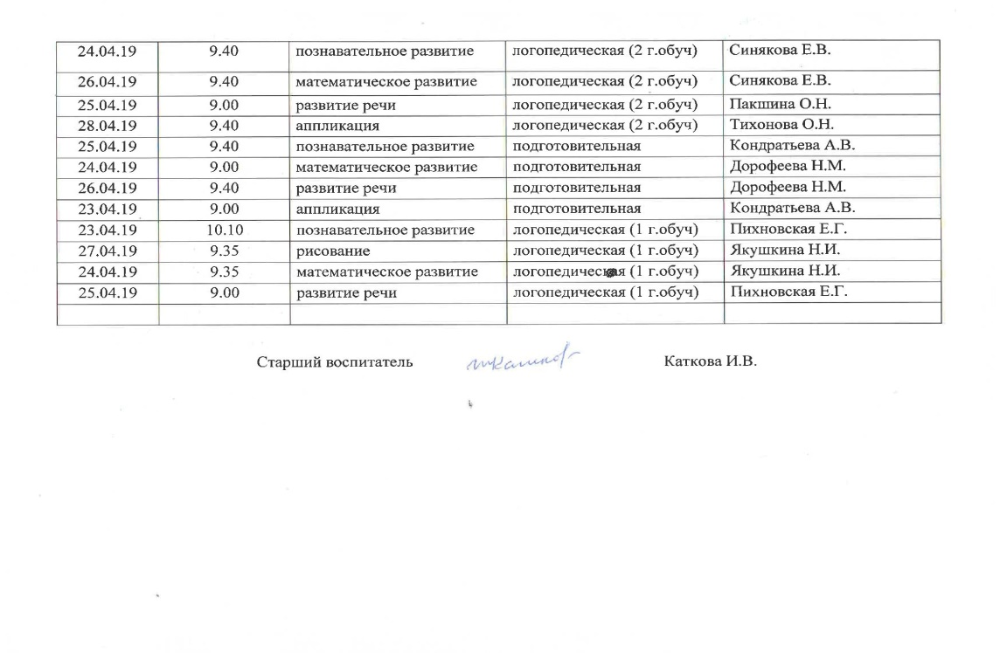 24.04.19 9.40 познавательное развитие логопедическая (2 г.обуч) Синякова Е.В.
26.04.19 9.40 математическое развитие логопедическая (2 г.обуч) Синякова Е.В.
25.04.19 9.00 развитие речи логопедическая (2 г.обуч) Пакшина О.Н.
28.04.19 9.40 аппликация логопедическая (2 г.обуч) Тихонова О.Н.
25.04.19 9.40 познавательное развитие подготовительная Кондратьева А.В.
24.04.19 9.00 математическое развитие подготовительная Дорофеева Н.М.
26.04.19 9.40 развитие речи подготовительная Дорофеева Н.М.
23.04.19 9.00 аппликация подготовительная Кондратьева А.В.
23.04.19 10.10 познавательное развитие логопедическая (1 г.обуч) Пихновская Е.Г.
27.04.19 9.35 рисование логопедическая (1 г.обуч) Якушкина Н.И.
24.04.19 9.35 математическое развитие логопедическая (1 г.обуч) Якушкина Н.И.
25.04.19 9.00 развитие речи логопедическая (1 г.обуч) Пихновская Е.Г.
Старший воспитатель Каткова И.В.